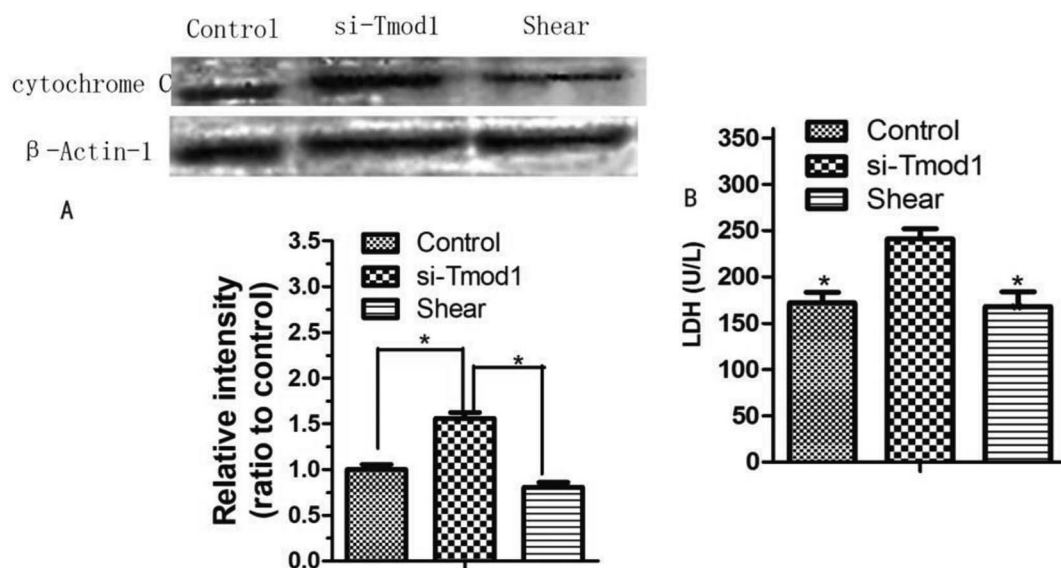 Control si-Tmod1 Shear
cytochrome C
β-Actin-1
A
Control
si-Tmod1
Shear
3.5
3.0
2.5
2.0
1.5
1.0
0.5
0.0
Relative intensity
(ratio to control)
*
*
B
Control
si-Tmod1
Shear
350
300
250
200
150
100
50
0
LDH (U/L)
*
*